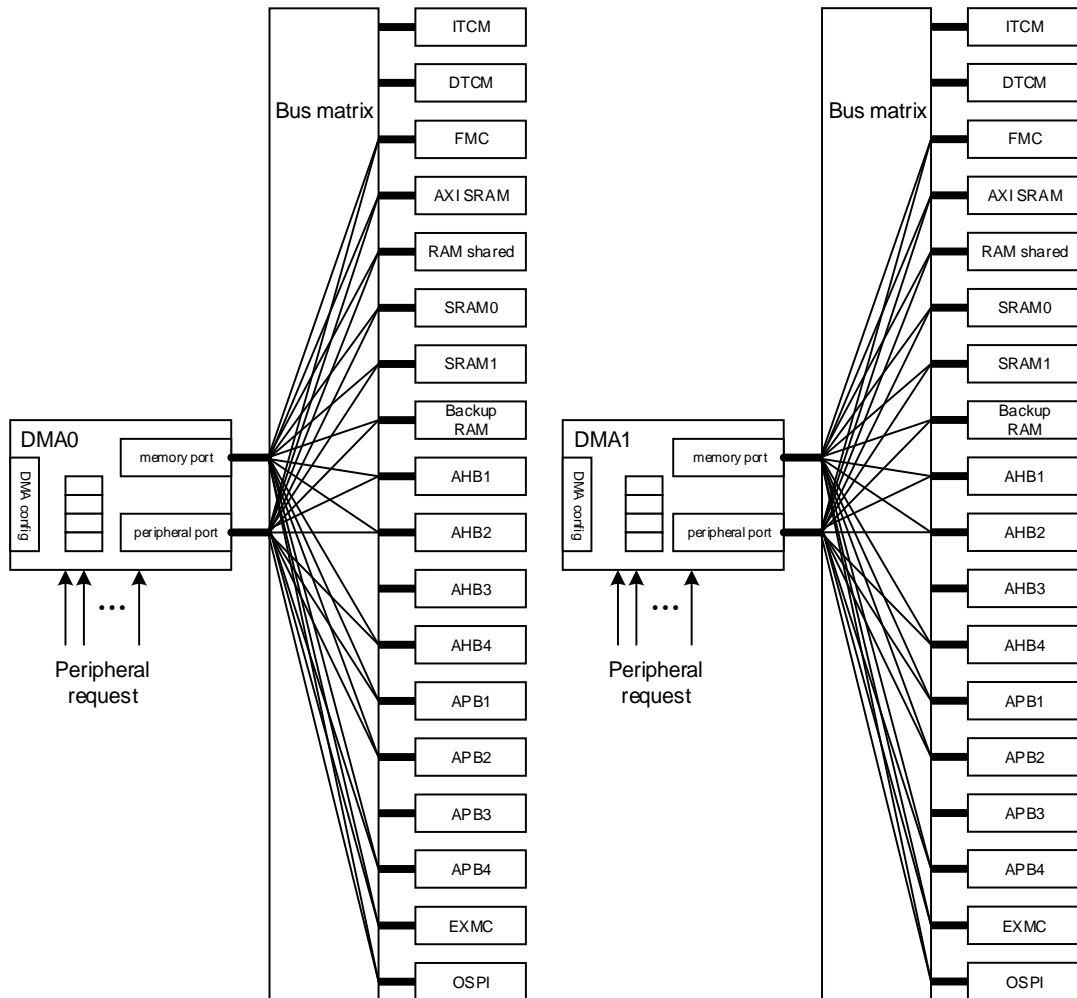 Bus matrix
ITCM
DTCM
FMC
AXI SRAM
RAM shared
SRAM0
SRAM1
Backup
RAM
AHB1
AHB2
AHB3
AHB4
APB1
APB2
APB3
APB4
EXMC
OSPI
DMA0
DMA config
memory port
peripheral port
...
Peripheral
request
Bus matrix
ITCM
DTCM
FMC
AXI SRAM
RAM shared
SRAM0
SRAM1
Backup
RAM
AHB1
AHB2
AHB3
AHB4
APB1
APB2
APB3
APB4
EXMC
OSPI
DMA1
DMA config
memory port
peripheral port
...
Peripheral
request